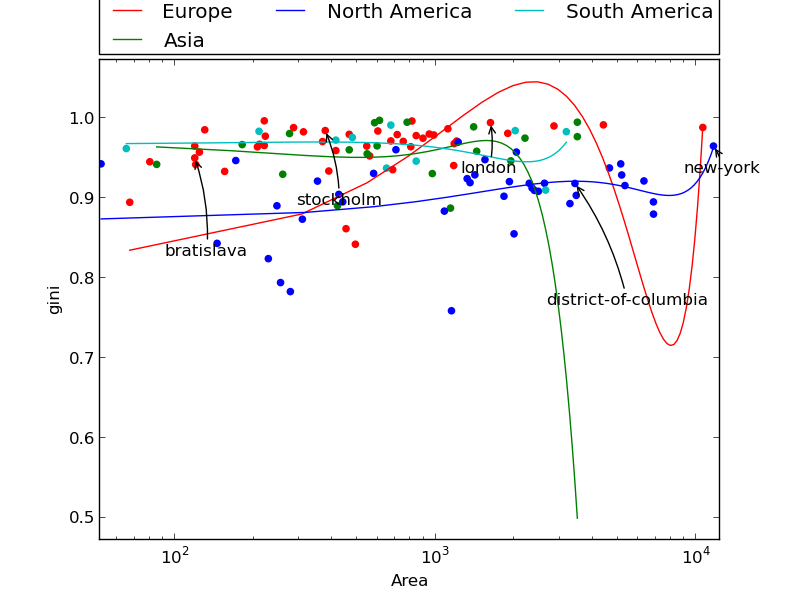 Europe North America South America
Asia
1.0
0.9
0.8
0.7
0.6
0.5
gini
london
new-york
stockholm
bratislava
district-of-columbia
10²
10³
10⁴
Area